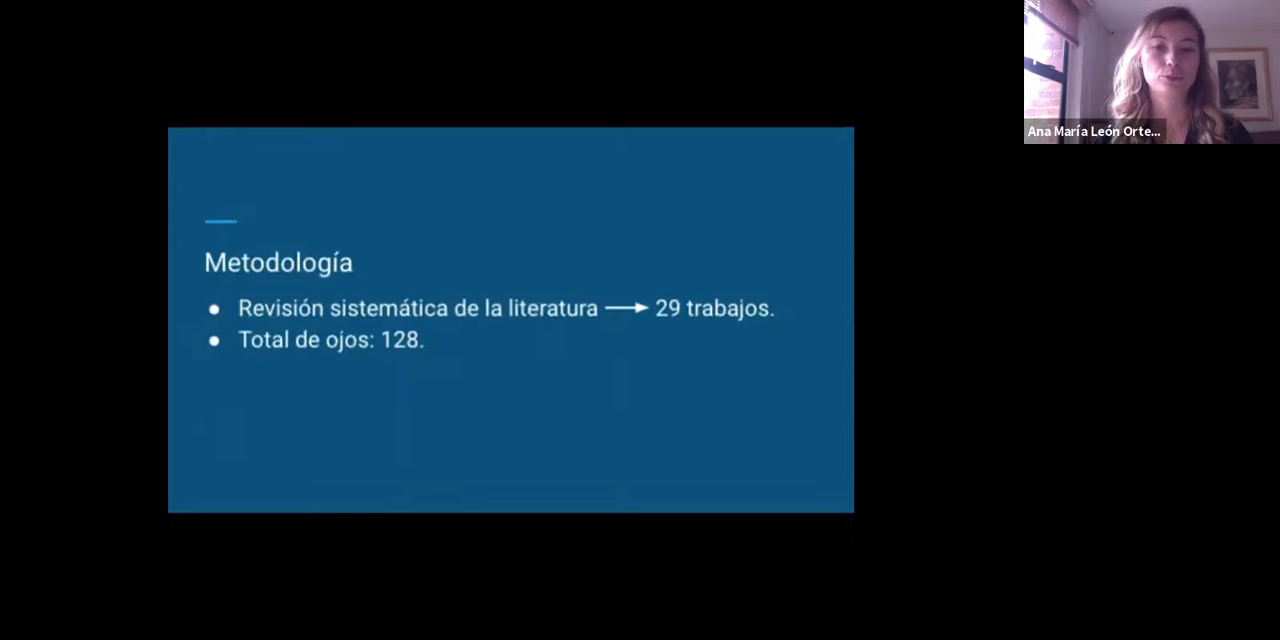 Ana María León Orte...
Metodología
● Revisión sistemática de la literatura → 29 trabajos.
● Total de ojos: 128.